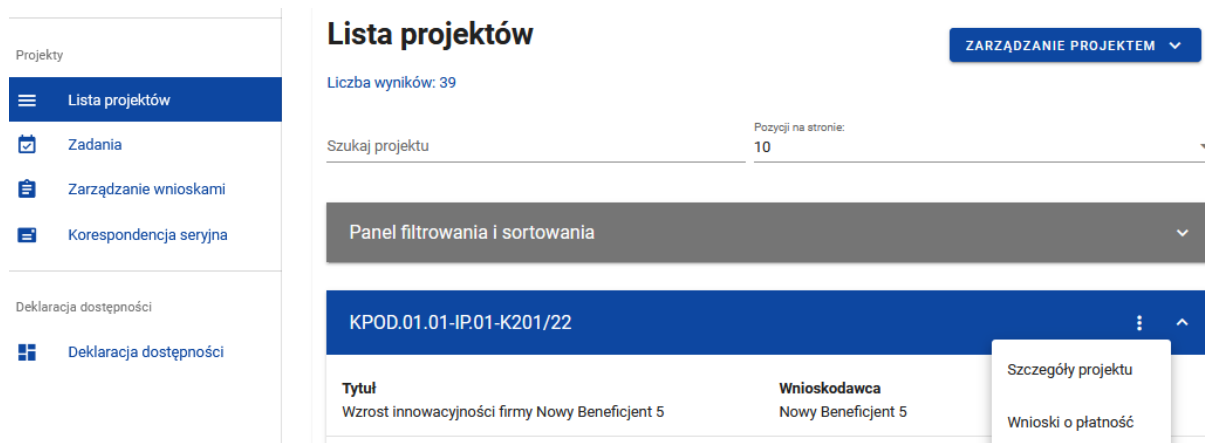 Projekty
Lista projektów
Zadania
Zarządzanie wnioskami
Korespondencja seryjna
Deklaracja dostępności
Deklaracja dostępności
Lista projektów
ZARZĄDZANIE PROJEKTEM
Liczba wyników: 39
Szukaj projektu
Pozycji na stronie:
10
Panel filtrowania i sortowania
KPOD.01.01-IP.01-K201/22
Szczegóły projektu
Wnioski o płatność
Tytuł
Wzrost innowacyjności firmy Nowy Beneficjent 5
Wnioskodawca
Nowy Beneficjent 5